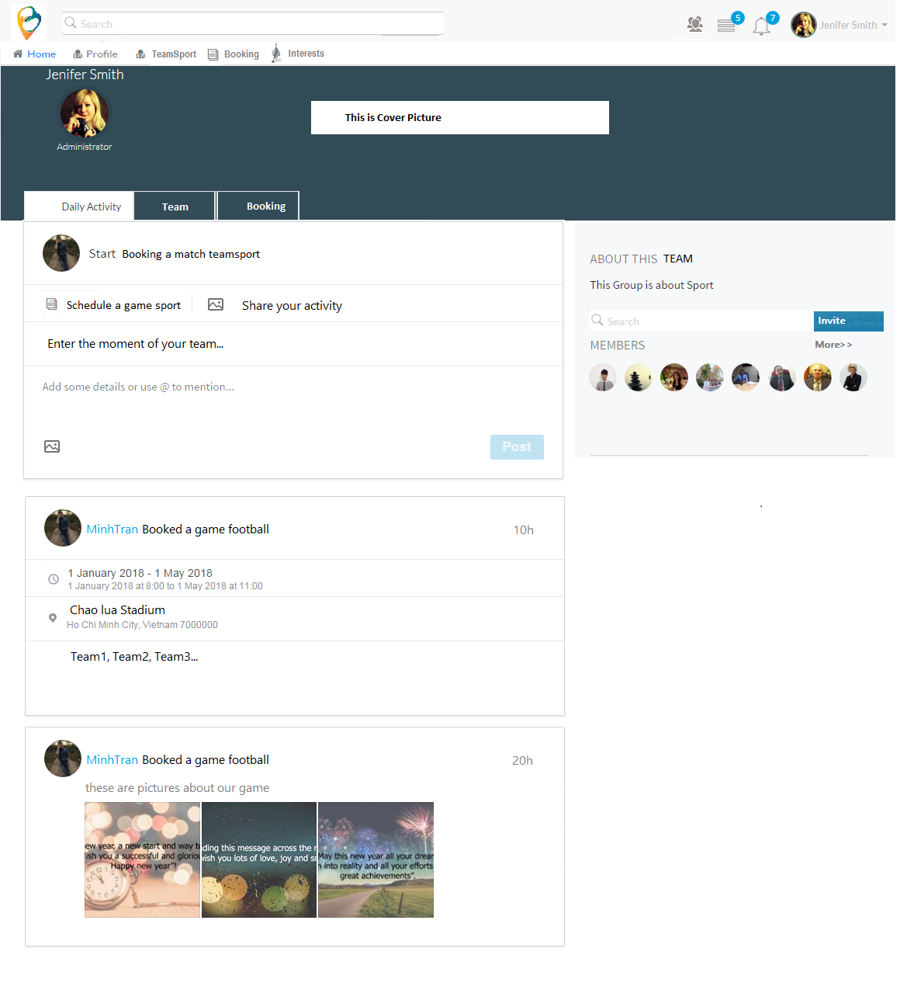 Search
5
7
Jenifer Smith
Home
Profile
TeamSport
Booking
Interests
Jenifer Smith
Administrator
This is Cover Picture
Daily Activity
Team
Booking
Start Booking a match teamsport
Schedule a game sport
Share your activity
Enter the moment of your team...
Add some details or use @ to mention...
Post
ABOUT THIS TEAM
This Group is about Sport
Search
Invite
MEMBERS
More>>
MinhTran Booked a game football
10h
1 January 2018 - 1 May 2018
1 January 2018 at 8:00 to 1 May 2018 at 11:00
Chao lua Stadium
Ho Chi Minh City, Vietnam 7000000
Team1, Team2, Team3...
MinhTran Booked a game football
20h
these are pictures about our game
ew year, a new start and way to
ish you a successful and gloriou
Happy new year"!
ding this message across the
wish you lots of love, joy and
May this new year all your drear
into reality and all your efforts
great achievements".